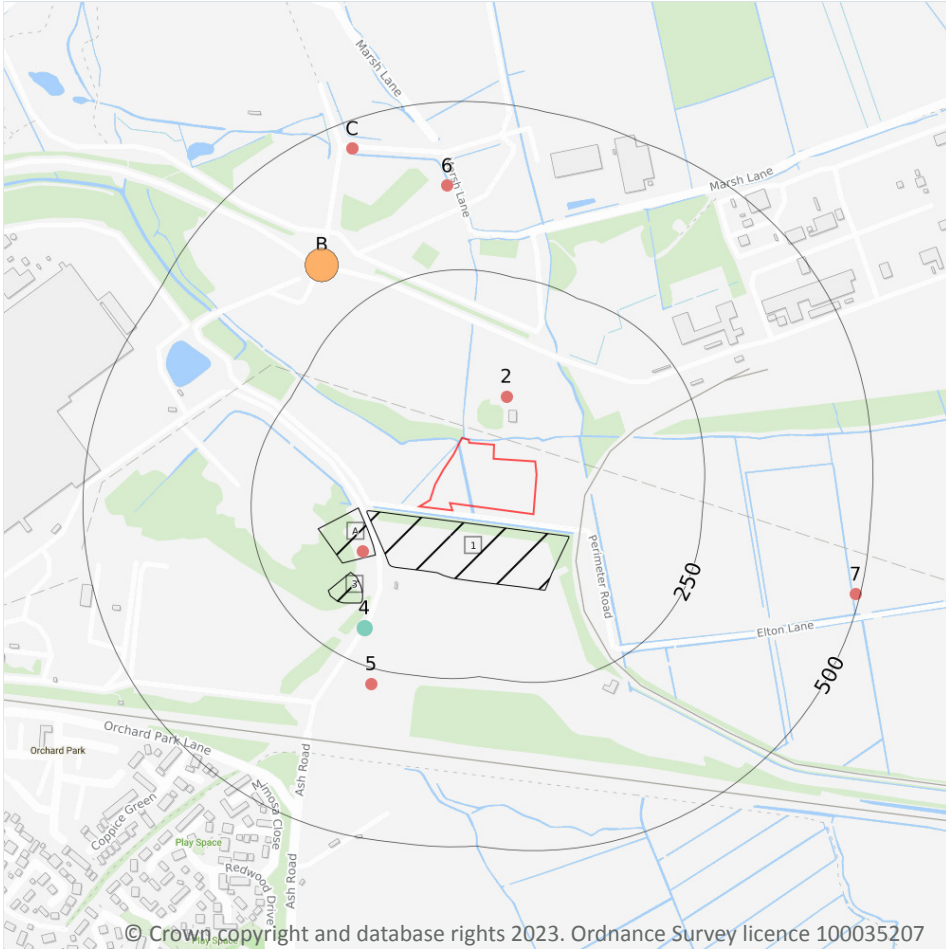 Marsh Lane
C
6
Marsh Lane
Marsh Lane
B
2
A
1
3
4
5
7
Perimeter Road
250
Elton Lane
500
Orchard Park Lane
Orchard Park
Ash Road
Mimosa Close
Coppice Green
Play Space
Redwood Drive
Ash Road
Play Space
© Crown copyright and database rights 2023. Ordnance Survey licence 100035207